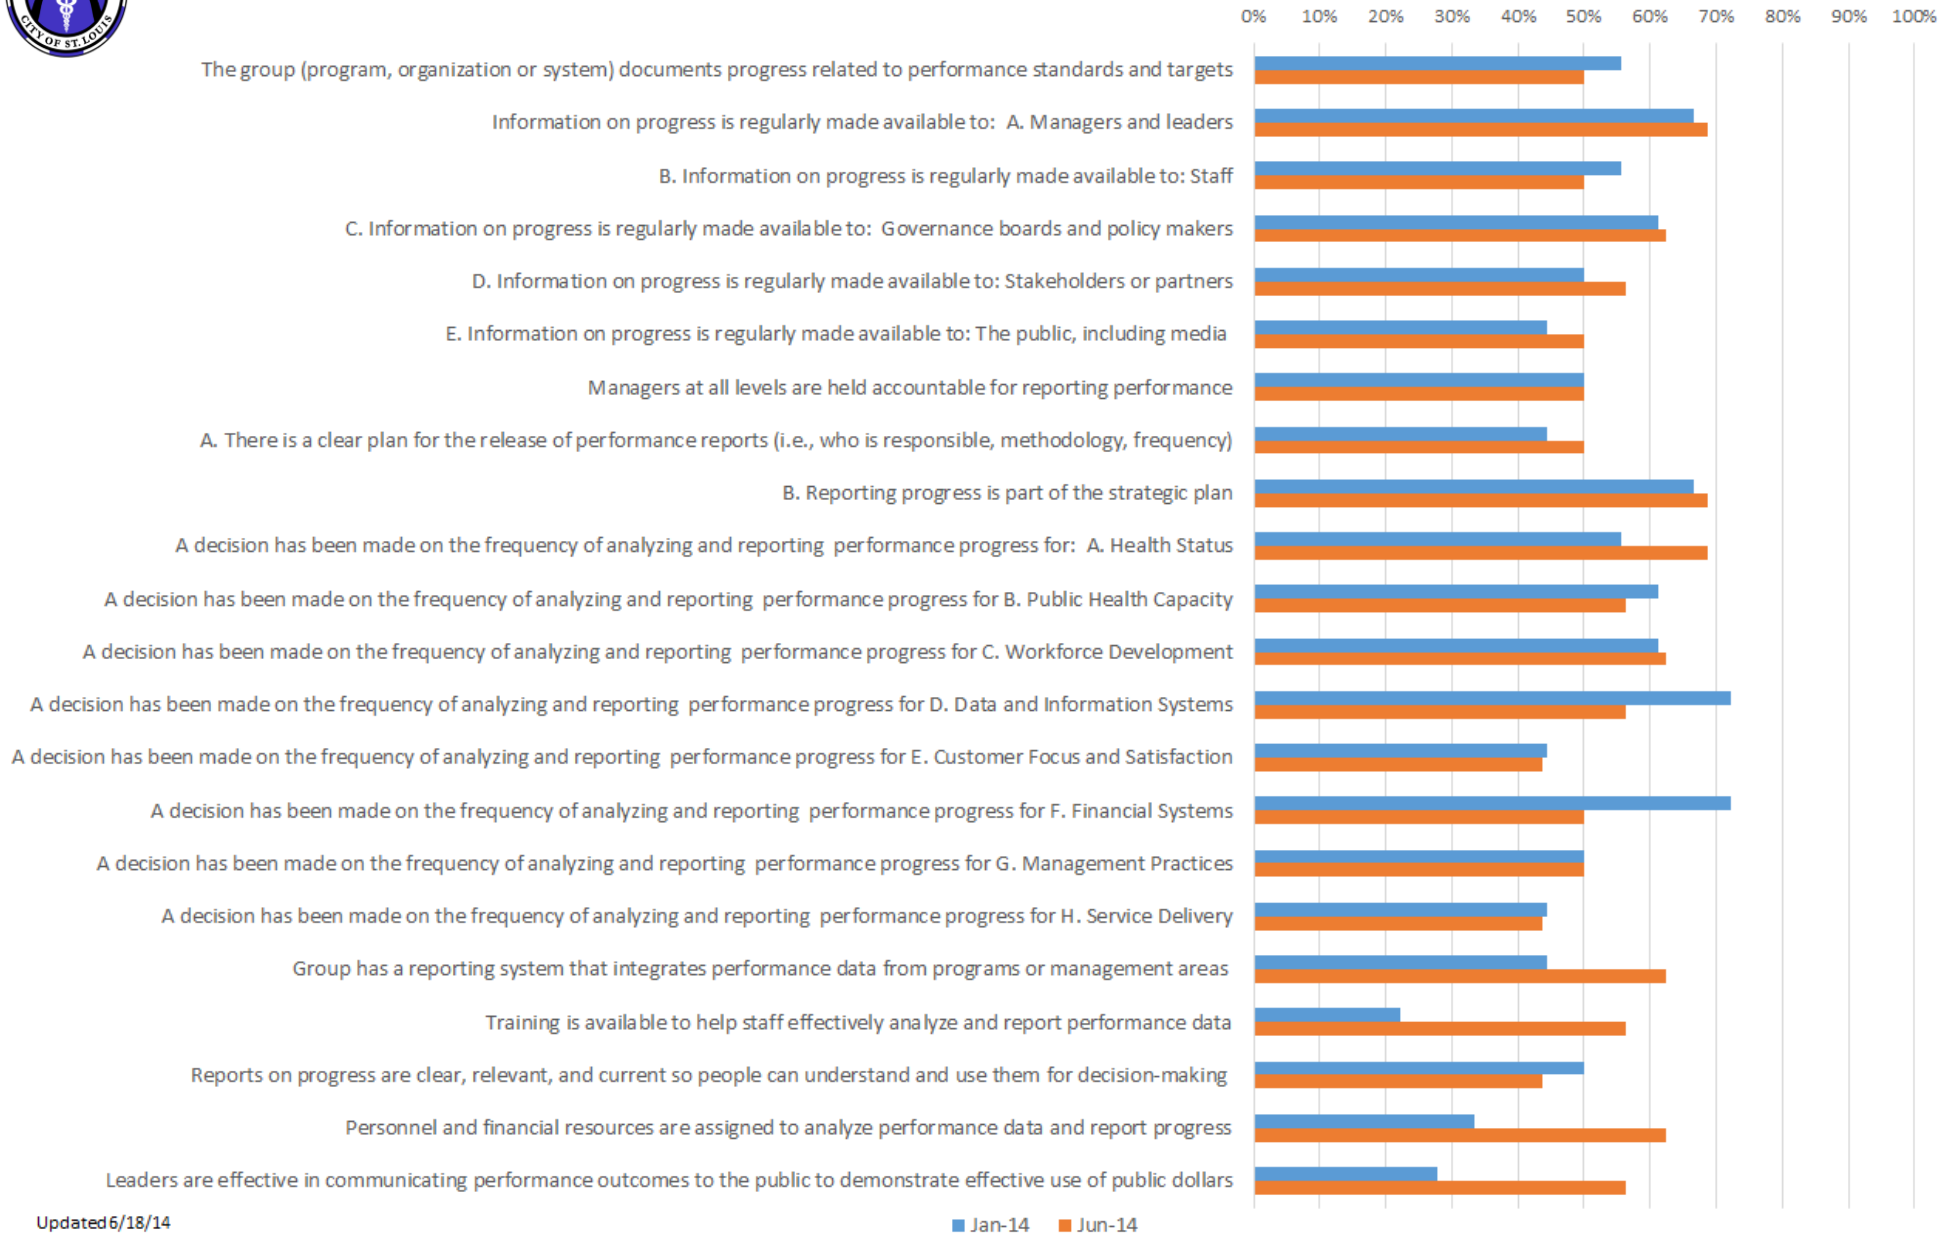 CITY OF ST. LOUIS
0% 10% 20% 30% 40% 50% 60% 70% 80% 90% 100%
The group (program, organization or system) documents progress related to performance standards and targets
Information on progress is regularly made available to: A. Managers and leaders
B. Information on progress is regularly made available to: Staff
C. Information on progress is regularly made available to: Governance boards and policy makers
D. Information on progress is regularly made available to: Stakeholders or partners
E. Information on progress is regularly made available to: The public, including media
Managers at all levels are held accountable for reporting performance
A. There is a clear plan for the release of performance reports (i.e., who is responsible, methodology, frequency)
B. Reporting progress is part of the strategic plan
A decision has been made on the frequency of analyzing and reporting performance progress for: A. Health Status
A decision has been made on the frequency of analyzing and reporting performance progress for B. Public Health Capacity
A decision has been made on the frequency of analyzing and reporting performance progress for C. Workforce Development
A decision has been made on the frequency of analyzing and reporting performance progress for D. Data and Information Systems
A decision has been made on the frequency of analyzing and reporting performance progress for E. Customer Focus and Satisfaction
A decision has been made on the frequency of analyzing and reporting performance progress for F. Financial Systems
A decision has been made on the frequency of analyzing and reporting performance progress for G. Management Practices
A decision has been made on the frequency of analyzing and reporting performance progress for H. Service Delivery
Group has a reporting system that integrates performance data from programs or management areas
Training is available to help staff effectively analyze and report performance data
Reports on progress are clear, relevant, and current so people can understand and use them for decision-making
Personnel and financial resources are assigned to analyze performance data and report progress
Leaders are effective in communicating performance outcomes to the public to demonstrate effective use of public dollars
Updated 6/18/14
Jan-14 Jun-14